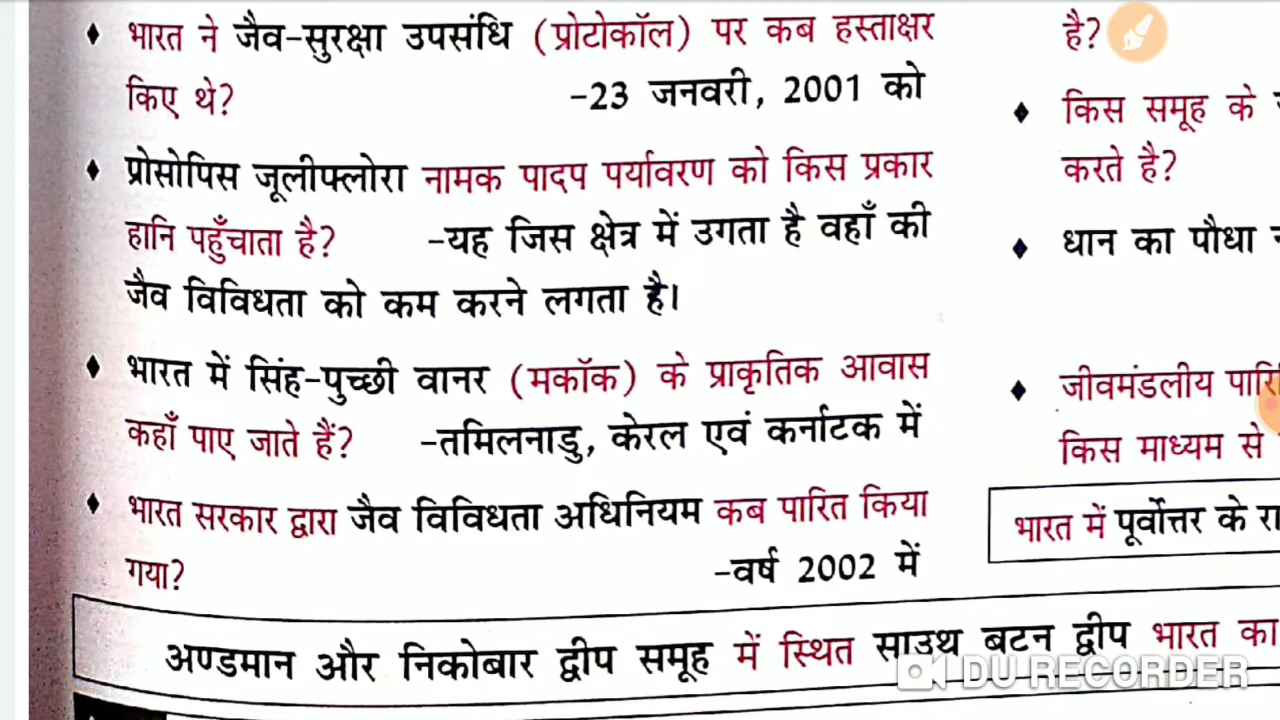 ♦ भारत ने जैव-सुरक्षा उपसंधि (प्रोटोकॉल) पर कब हस्ताक्षर
किए थे? -23 जनवरी, 2001 को
♦ प्रोसोपिस जूलीफ्लोरा नामक पादप पर्यावरण को किस प्रकार
हानि पहुँचाता है? -यह जिस क्षेत्र में उगता है वहाँ की
जैव विविधता को कम करने लगता है।
♦ भारत में सिंह-पुच्छी वानर (मकॉक) के प्राकृतिक आवास
कहाँ पाए जाते हैं? -तमिलनाडु, केरल एवं कर्नाटक में
♦ भारत सरकार द्वारा जैव विविधता अधिनियम कब पारित किया
गया? -वर्ष 2002 में
अण्डमान और निकोबार द्वीप समूह में स्थित साउथ बटन द्वीप भारत का
है?
♦ किस समूह के
करते है?
♦ धान का पौधा
♦ जीवमंडलीय
किस माध्यम से
भारत में पूर्वोत्तर के
DU RECORDER